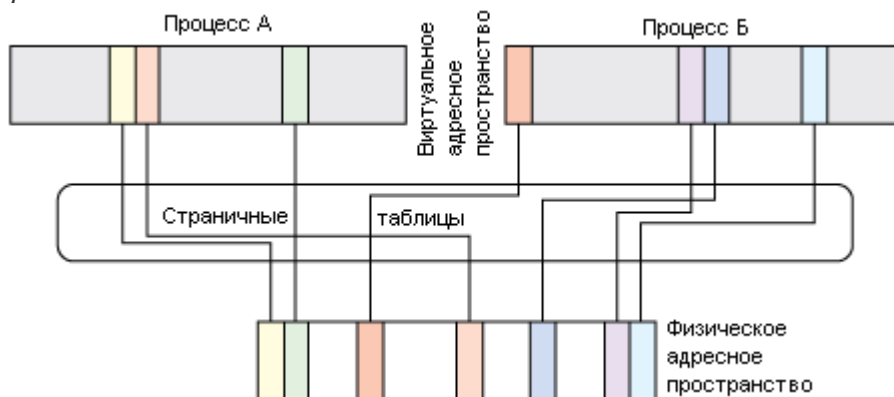 Процесс А
Виртуальное
адресное
пространство
Процесс Б
Страничные таблицы
Физическое
адресное
пространство